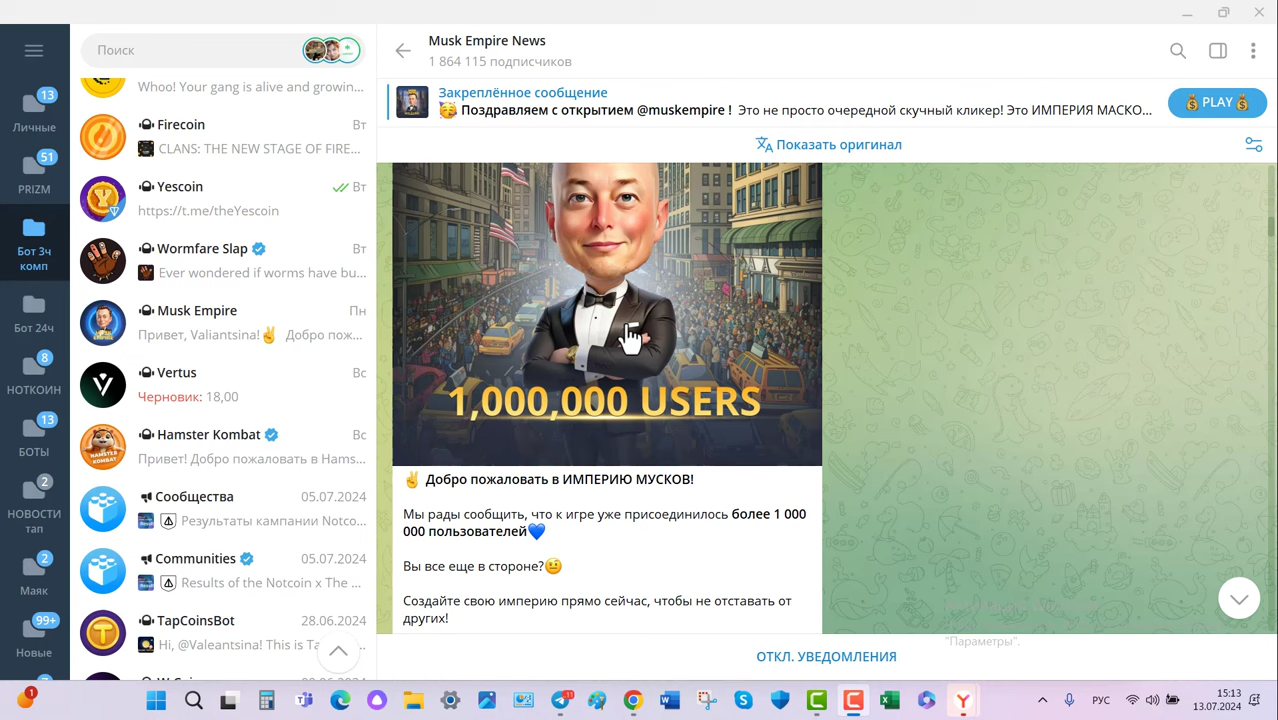 Поиск
Whoo! Your gang is alive and growin...
Firecoin
Вт
CLANS: THE NEW STAGE OF FIRE...
Yescoin
Вт
https://t.me/theYescoin
Wormfare Slap
Вт
Ever wondered if worms have bu...
Musk Empire
Пн
Привет, Valiantsina!✌ Добро пож...
Vertus
Вс
Черновик: 18,00
Hamster Kombat
Вс
Привет! Добро пожаловать в Hams...
Сообщества
05.07.2024
Результаты кампании Notco...
Communities
05.07.2024
Results of the Notcoin x The ...
TapCoinsBot
28.06.2024
Hi, @Valeantsina! This is Ta...
13
Личные
51
PRIZM
Бот 3ч
комп
Бот 24ч
8
НОТКОИН
13
БОТЫ
2
НОВОСТИ
тап
2
Маяк
99+
Новые
Musk Empire News
1 864 115 подписчиков
Закреплённое сообщение
🥳 Поздравляем с открытием @muskempire ! Это не просто очередной скучный кликер! Это ИМПЕРИЯ МАСКО...
💰PLAY💰
Показать оригинал
1,000,000 USERS
✌ Добро пожаловать в ИМПЕРИЮ МУСКОВ!
Мы рады сообщить, что к игре уже присоединилось более 1 000
000 пользователей💙
Вы все еще в стороне?🤨
Создайте свою империю прямо сейчас, чтобы не отставать от
других!
"Параметры".
ОТКЛ. УВЕДОМЛЕНИЯ
1
11
РУС
15:13
13.07.2024